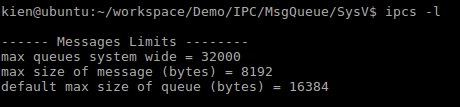 kien@ubuntu:~/workspace/Demo/IPC/MsgQueue/SysV$ ipcs -l
------ Messages Limits --------
max queues system wide = 32000
max size of message (bytes) = 8192
default max size of queue (bytes) = 16384